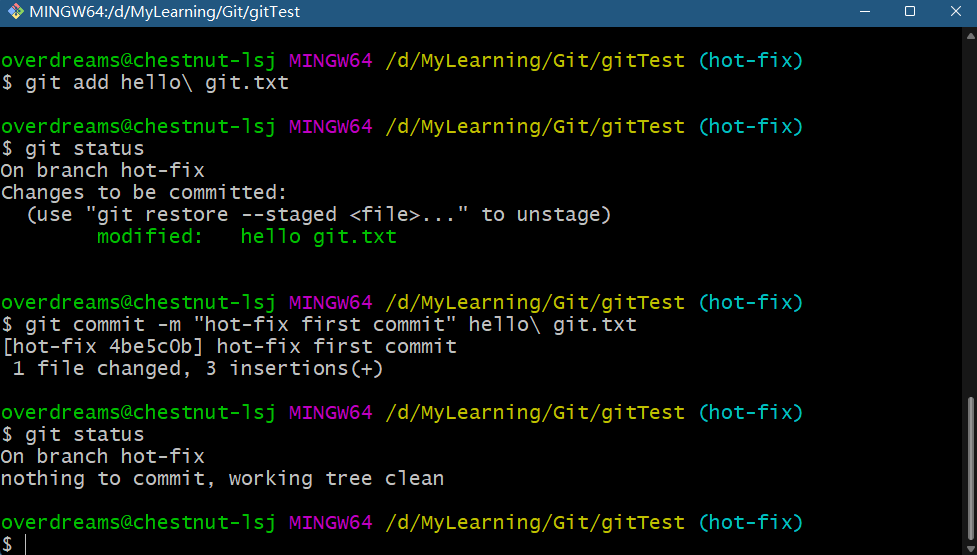 MINGW64:/d/MyLearning/Git/gitTest
overdreams@chestnut-lsj MINGW64 /d/MyLearning/Git/gitTest (hot-fix)
$ git add hello\ git.txt
overdreams@chestnut-lsj MINGW64 /d/MyLearning/Git/gitTest (hot-fix)
$ git status
On branch hot-fix
Changes to be committed:
  (use "git restore --staged <file>..." to unstage)
        modified:   hello git.txt
overdreams@chestnut-lsj MINGW64 /d/MyLearning/Git/gitTest (hot-fix)
$ git commit -m "hot-fix first commit" hello\ git.txt
[hot-fix 4be5c0b] hot-fix first commit
 1 file changed, 3 insertions(+)
overdreams@chestnut-lsj MINGW64 /d/MyLearning/Git/gitTest (hot-fix)
$ git status
On branch hot-fix
nothing to commit, working tree clean
overdreams@chestnut-lsj MINGW64 /d/MyLearning/Git/gitTest (hot-fix)
$